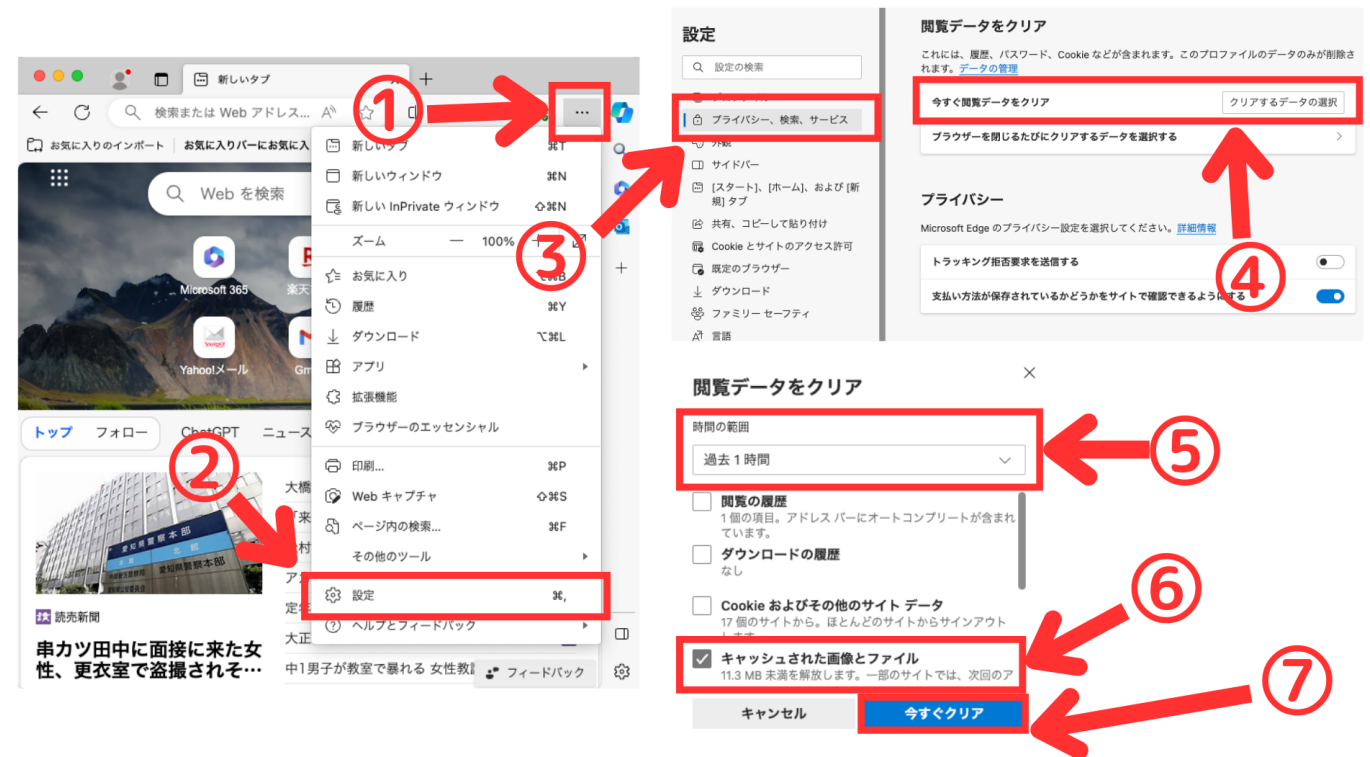 新しいタブ
検索または Web アドレス...
お気に入りのインポート
お気に入りバーにお気に入
Web を検索
Microsoft 365
楽天
Yahoo!メール
Gm
トップ
フォロー
ChatGPT
ニュース
愛知県警察本部
北館
愛知県警察本部
読売新聞
串カツ田中に面接に来た女
性、更衣室で盗撮されそ…
大橋
「来
村
ア
定年
大正
中1男子が教室で暴れる 女性教
フィードバック
①
新しいタブ ⌘T
新しいウィンドウ ⌘N
新しい InPrivate ウィンドウ ⇧⌘N
ズーム — 100% +
お気に入り ⌥⌘B
履歴 ⌘Y
ダウンロード ⌥⌘L
アプリ
拡張機能
ブラウザーのエッセンシャル
印刷... ⌘P
Web キャプチャ ⇧⌘S
ページ内の検索... ⌘F
その他のツール
設定 ⌘,
ヘルプとフィードバック
②
③
設定
設定の検索
プライバシー、検索、サービス
外観
サイドバー
[スタート]、[ホーム]、および [新
規] タブ
共有、コピーして貼り付け
Cookie とサイトのアクセス許可
既定のブラウザー
ダウンロード
ファミリー セーフティ
言語
閲覧データをクリア
これには、履歴、パスワード、Cookie などが含まれます。このプロファイルのデータのみが削除さ
れます。データの管理
今すぐ閲覧データをクリア
クリアするデータの選択
ブラウザーを閉じるたびにクリアするデータを選択する
プライバシー
Microsoft Edge のプライバシー設定を選択してください。詳細情報
トラッキング拒否要求を送信する
支払い方法が保存されているかどうかをサイトで確認できるようにする
④
閲覧データをクリア
時間の範囲
過去 1 時間
⑤
閲覧の履歴
1 個の項目。アドレス バーにオートコンプリートが含まれ
ています。
ダウンロードの履歴
なし
Cookie およびその他のサイト データ
17 個のサイトから。ほとんどのサイトからサインアウト
します。
⑥
キャッシュされた画像とファイル
11.3 MB 未満を解放します。一部のサイトでは、次回のア
⑦
キャンセル
今すぐクリア